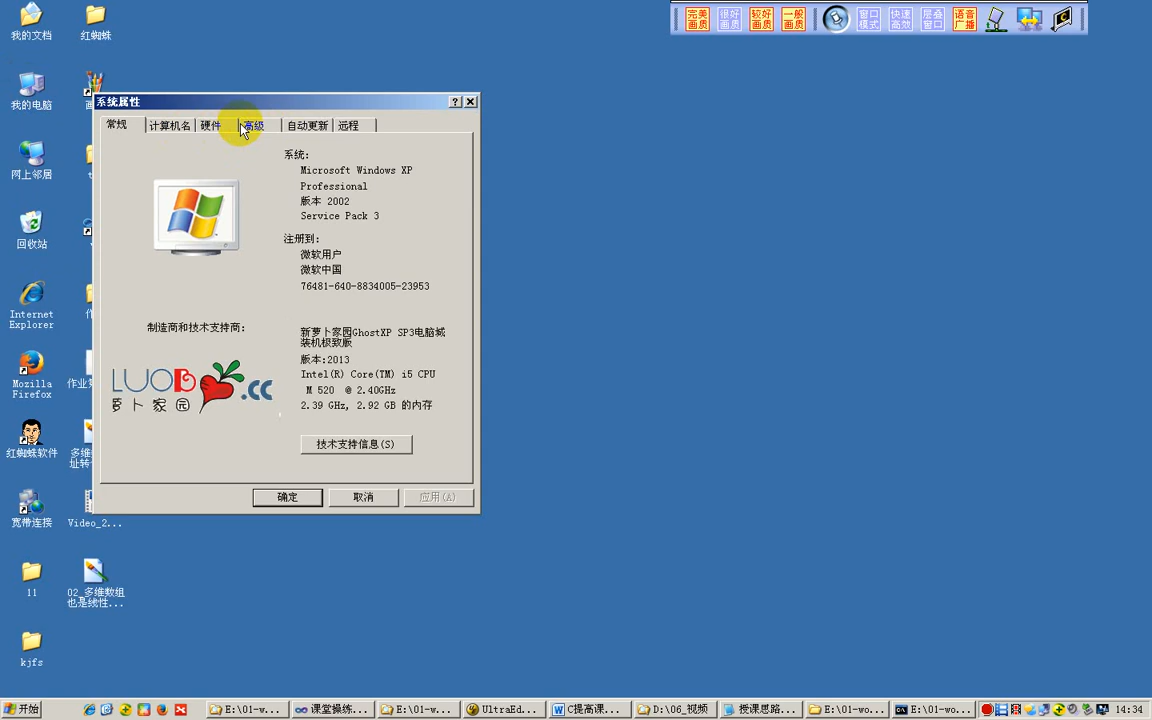 我的文档
红蜘蛛
完美画质
很好画质
较好画质
一般画质
窗口模式
快速高效
层叠窗口
语音广播
我的电脑
系统属性
常规
计算机名
硬件
高级
自动更新
远程
系统:
Microsoft Windows XP
Professional
版本 2002
Service Pack 3
注册到:
微软用户
微软中国
76481-640-8834005-23953
制造商和技术支持商:
新萝卜家园GhostXP SP3电脑城
装机极致版
版本:2013
Intel(R) Core(TM) i5 CPU
M 520 @ 2.40GHz
2.39 GHz, 2.92 GB 的内存
LUOB.CC
萝卜家园
技术支持信息(S)
确定
取消
应用(A)
网上邻居
回收站
Internet
Explorer
Mozilla
Firefox
红蜘蛛软件
宽带连接
Video_2...
11
02_多维数组
也是线性...
kjfs
开始
E:\01-w...
课堂操练...
E:\01-w...
UltraEd...
C提高课...
D:\06_视频
授课思路...
E:\01-wo...
E:\01-wo...
14:34